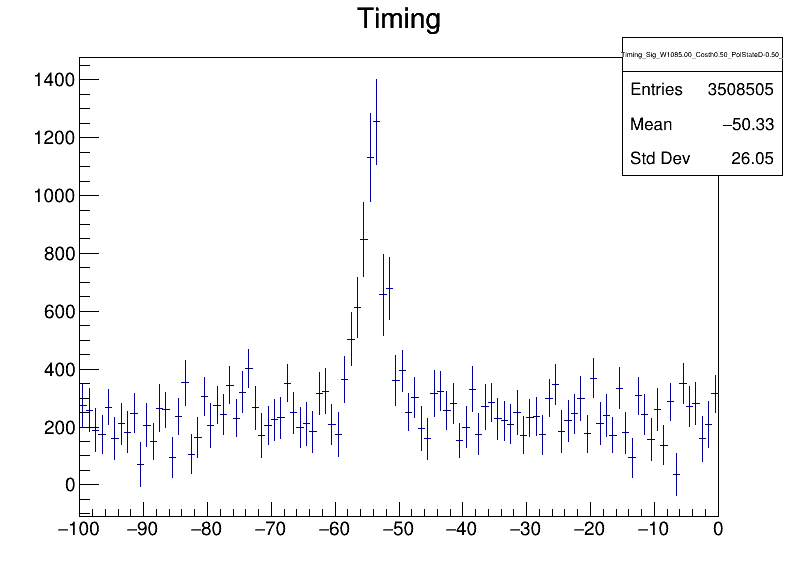 Timing
Timing_Sig_W1085.00_Costh0.50_PolStateD-0.50_
Entries 3508505
Mean −50.33
Std Dev 26.05
1400
1200
1000
800
600
400
200
0
−100 −90 −80 −70 −60 −50 −40 −30 −20 −10 0